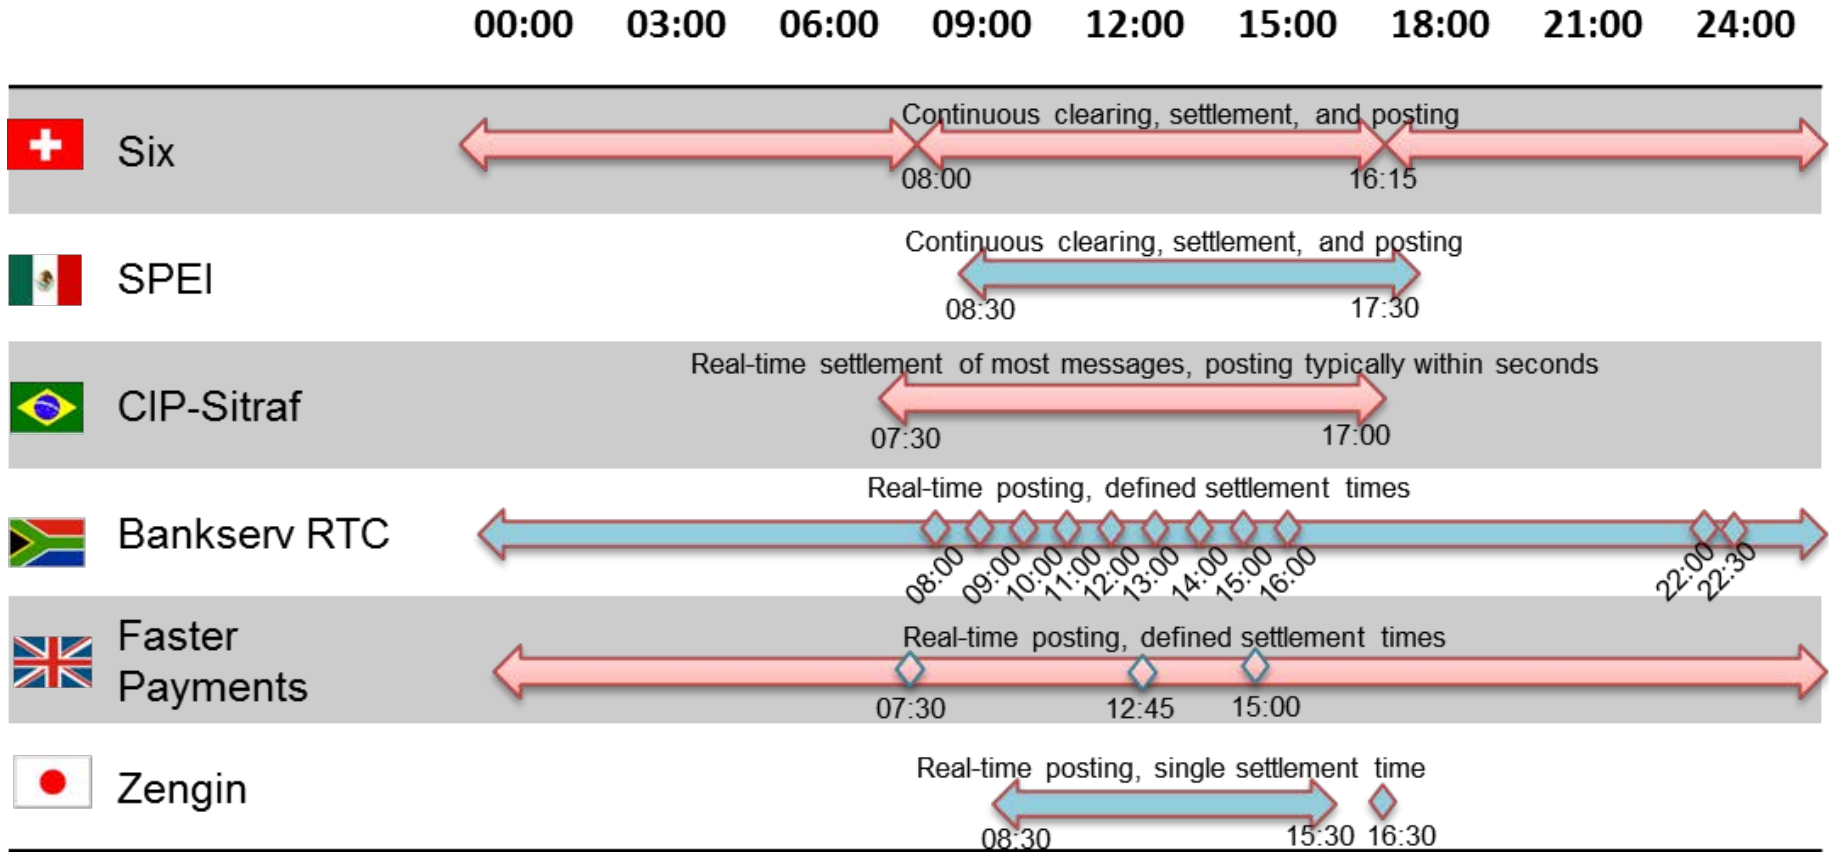 00:00 03:00 06:00 09:00 12:00 15:00 18:00 21:00 24:00
Continuous clearing, settlement, and posting
Six
08:00 16:15
Continuous clearing, settlement, and posting
SPEI
08:30 17:30
Real-time settlement of most messages, posting typically within seconds
CIP-Sitraf
07:30 17:00
Real-time posting, defined settlement times
Bankserv RTC
08:00 09:00 10:00 11:00 12:00 13:00 14:00 15:00 16:00 22:00 22:30
Faster
Payments
Real-time posting, defined settlement times
07:30 12:45 15:00
Real-time posting, single settlement time
Zengin
08:30 15:30 16:30